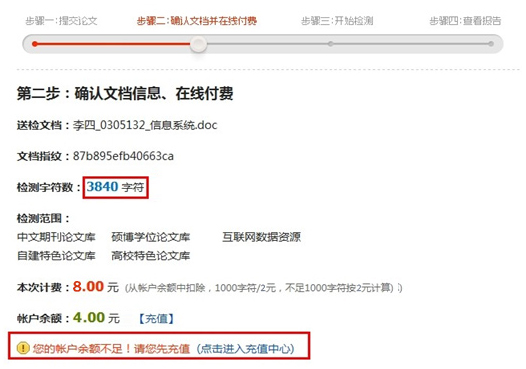 步骤一：提交论文 步骤二：确认文档并在线付费 步骤三：开始检测 步骤四：查看报告
第二步：确认文档信息、在线付费
送检文档：李四_0305132_信息系统.doc
文档指纹：87b895efb40663ca
检测字符数：3840 字符
检测范围：
中文期刊论文库 硕博学位论文库 互联网数据资源
自建特色论文库 高校特色论文库
本次计费：8.00 元 (从帐户余额中扣除，1000字符/2元，不足1000字符按2元计算)：)
帐户余额：4.00 元 【充值】
您的帐户余额不足！请您先充值 (点击进入充值中心)